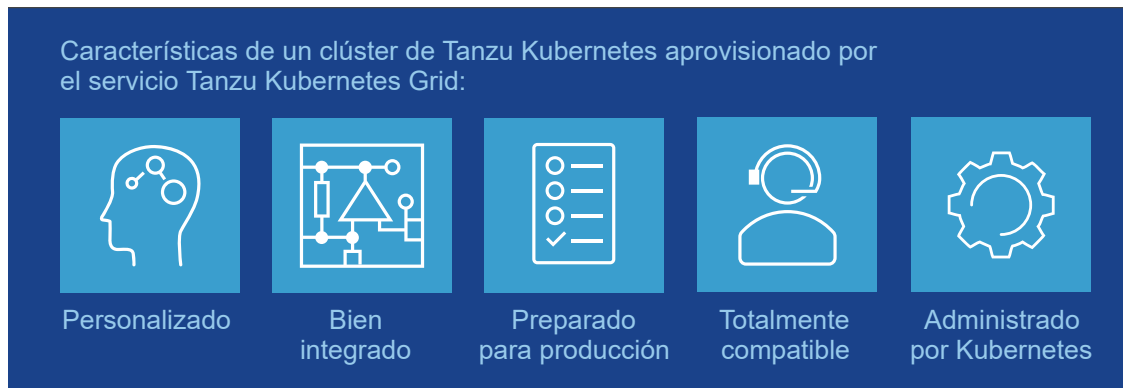 Características de un clúster de Tanzu Kubernetes aprovisionado por
el servicio Tanzu Kubernetes Grid:
Personalizado
Bien
integrado
Preparado
para producción
Totalmente
compatible
Administrado
por Kubernetes